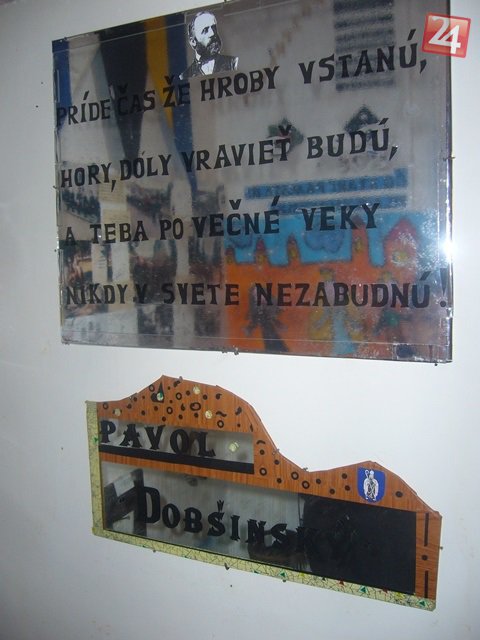 24
PRÍDE ČAS ŽE HROBY VSTANÚ,
HORY, DOLY VRAVIEŤ BUDÚ,
A TEBA PO VEČNÉ VEKY
NIKDY V SVETE NEZABUDNÚ!
PAVOL
DOBŠINSKÝ